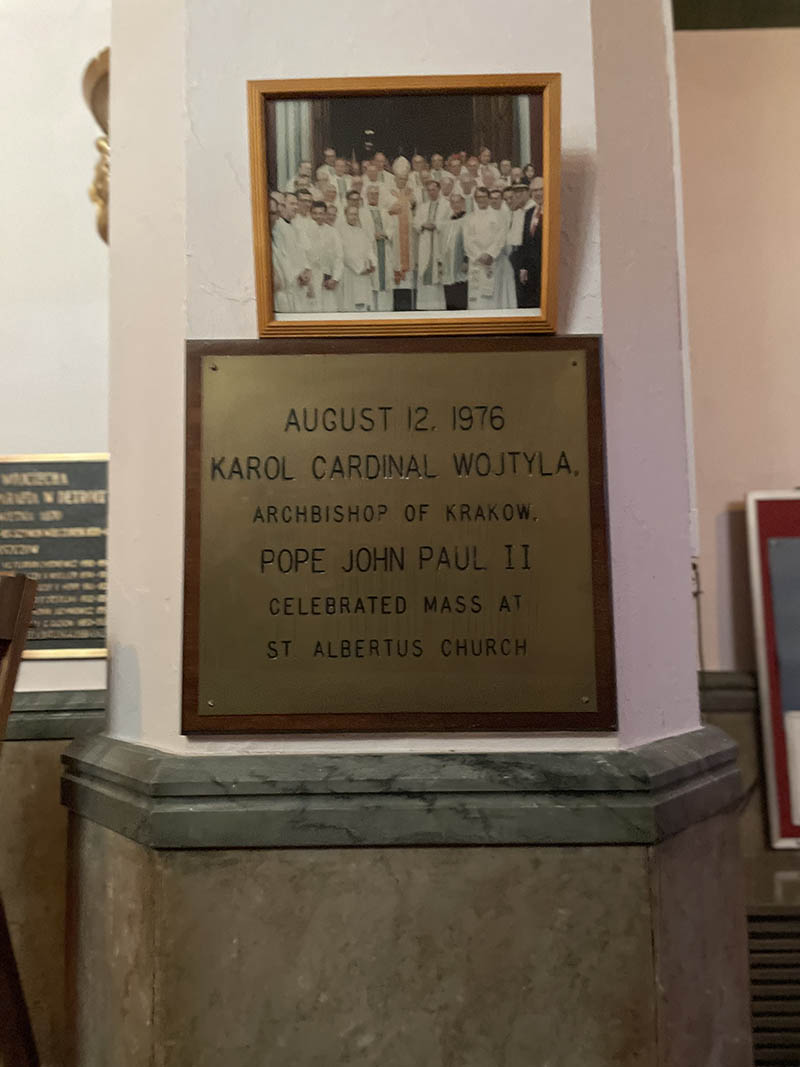 AUGUST 12, 1976
KAROL CARDINAL WOJTYLA,
ARCHBISHOP OF KRAKOW,
POPE JOHN PAUL II
CELEBRATED MASS AT
ST ALBERTUS CHURCH
W DETROIT